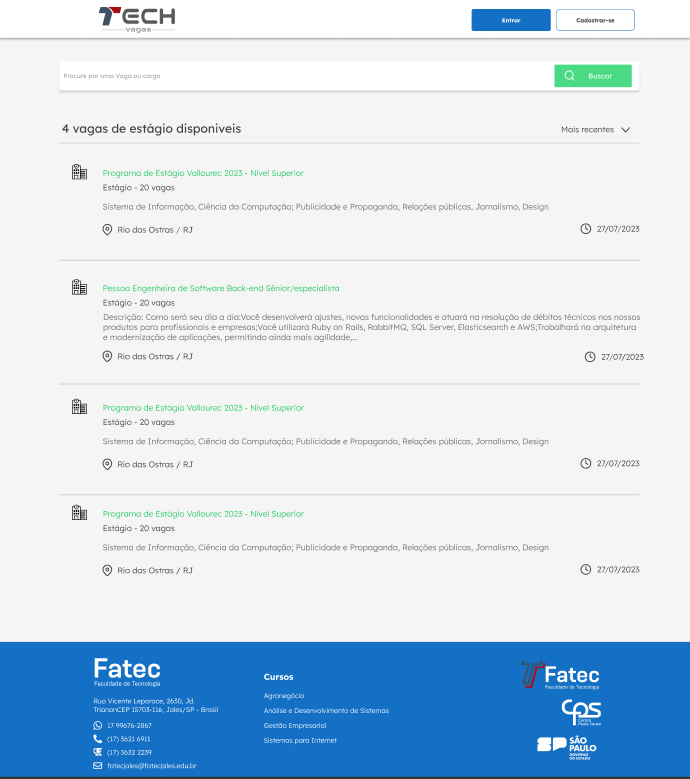 TECH
vagas
Entrar
Cadastrar-se
Procure por uma Vaga ou cargo
Buscar
4 vagas de estágio disponiveis
Mais recentes
Programa de Estágio Vallourec 2023 - Nível Superior
Estágio - 20 vagas
Sistema de Informação, Ciência da Computação; Publicidade e Propaganda, Relações públicas, Jornalismo, Design
Rio das Ostras / RJ
27/07/2023
Pessoa Engenheira de Software Back-end Sênior/especialista
Estágio - 20 vagas
Descrição: Como será seu dia a dia:Você desenvolverá ajustes, novas funcionalidades e atuará na resolução de débitos técnicos nos nossos
produtos para profissionais e empresas;Você utilizará Ruby on Rails, RabbitMQ, SQL Server, Elasticsearch e AWS;Trabalhará na arquitetura
e modernização de aplicações, permitindo ainda mais agilidade,...
Rio das Ostras / RJ
27/07/2023
Programa de Estágio Vallourec 2023 - Nível Superior
Estágio - 20 vagas
Sistema de Informação, Ciência da Computação; Publicidade e Propaganda, Relações públicas, Jornalismo, Design
Rio das Ostras / RJ
27/07/2023
Programa de Estágio Vallourec 2023 - Nível Superior
Estágio - 20 vagas
Sistema de Informação, Ciência da Computação; Publicidade e Propaganda, Relações públicas, Jornalismo, Design
Rio das Ostras / RJ
27/07/2023
Fatec
Faculdade de Tecnologia
Rua Vicente Leporace, 2630, Jd.
TrianonCEP 15703-116, Jales/SP - Brasil
17 99676-2867
(17) 3621 6911
(17) 3632 2239
fatecjales@fatecjales.edu.br
Cursos
Agronegócio
Análise e Desenvolvimento de Sistemas
Gestão Empresarial
Sistemas para Internet
Fatec
Faculdade de Tecnologia
CPS
Centro
Paula Souza
SP SÃO
PAULO
GOVERNO
DO ESTADO